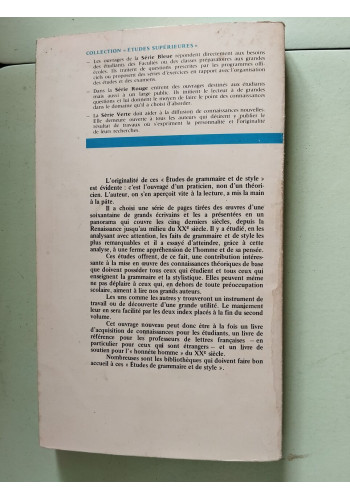 COLLECTION « ETUDES SUPÉRIEURES »
— Les ouvrages de la Série Bleue répondent directement aux besoins
des étudiants des Facultés ou des classes préparatoires aux grandes
écoles. Ils traitent de questions prescrites par les programmes offi-
ciels ou proposent des séries d'exercices en rapport avec l'organisation
des études et des examens.
— Dans la Série Rouge entrent des ouvrages destinés aux étudiants
mais aussi à un large public. Ils initient le lecteur à de grandes
questions et lui donnent le moyen de faire le point des connaissances
dans le domaine qu'il a choisi d'aborder.
— La Série Verte doit aider à la diffusion de connaissances nouvelles.
Elle demeure ouverte à tous les auteurs qui désirent y publier le
résultat de travaux où s'expriment la personnalité et l'originalité
de leurs recherches.
L'originalité de ces « Études de grammaire et de style »
est évidente : c'est l'ouvrage d'un praticien, non d'un théori-
cien. L'auteur, on s'en aperçoit vite à la lecture, a mis la main
à la pâte.
Il a choisi une série de pages tirées des œuvres d'une
soixantaine de grands écrivains et les a présentées en un
panorama qui couvre les cinq derniers siècles, depuis la
Renaissance jusqu'au milieu du XXe siècle. Il y a étudié, en les
analysant avec attention, les faits de grammaire et de style les
plus remarquables et il a essayé d'atteindre, grâce à cette
analyse, à une ferme appréhension de l'homme et de sa pensée.
Ces études offrent, de ce fait, une contribution intéres-
sante à la mise en œuvre des connaissances théoriques de base
que doivent posséder tous ceux qui étudient et tous ceux qui
enseignent la grammaire et la stylistique. Elles peuvent même
ne pas déplaire à ceux qui, en dehors de toute préoccupation
scolaire, aiment à lire nos grands auteurs.
Les uns comme les autres y trouveront un instrument de
travail ou de découverte d'une grande utilité. Le maniement
leur en sera facilité par les deux index placés à la fin du second
volume.
Cet ouvrage nouveau peut donc être à la fois un livre
d'acquisition de connaissances pour les étudiants, un livre de
référence pour les professeurs de lettres françaises — en
particulier pour ceux qui sont étrangers — et un livre de
soutien pour l'« honnête homme » du XXe siècle.
Nombreuses sont les bibliothèques qui doivent faire bon
accueil à ces « Etudes de grammaire et de style ».